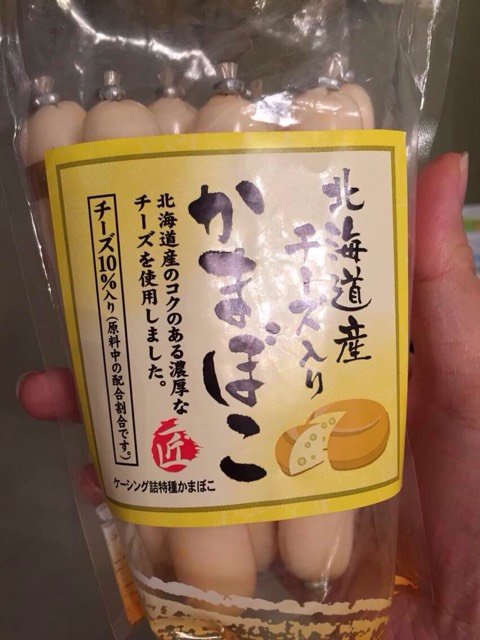 北海道産
チーズ入り
かまぼこ
北海道産のコクのある濃厚な
チーズを使用しました。
チーズ10%入り(原料中の配合割合です。)
匠
ケーシング詰特種かまぼこ